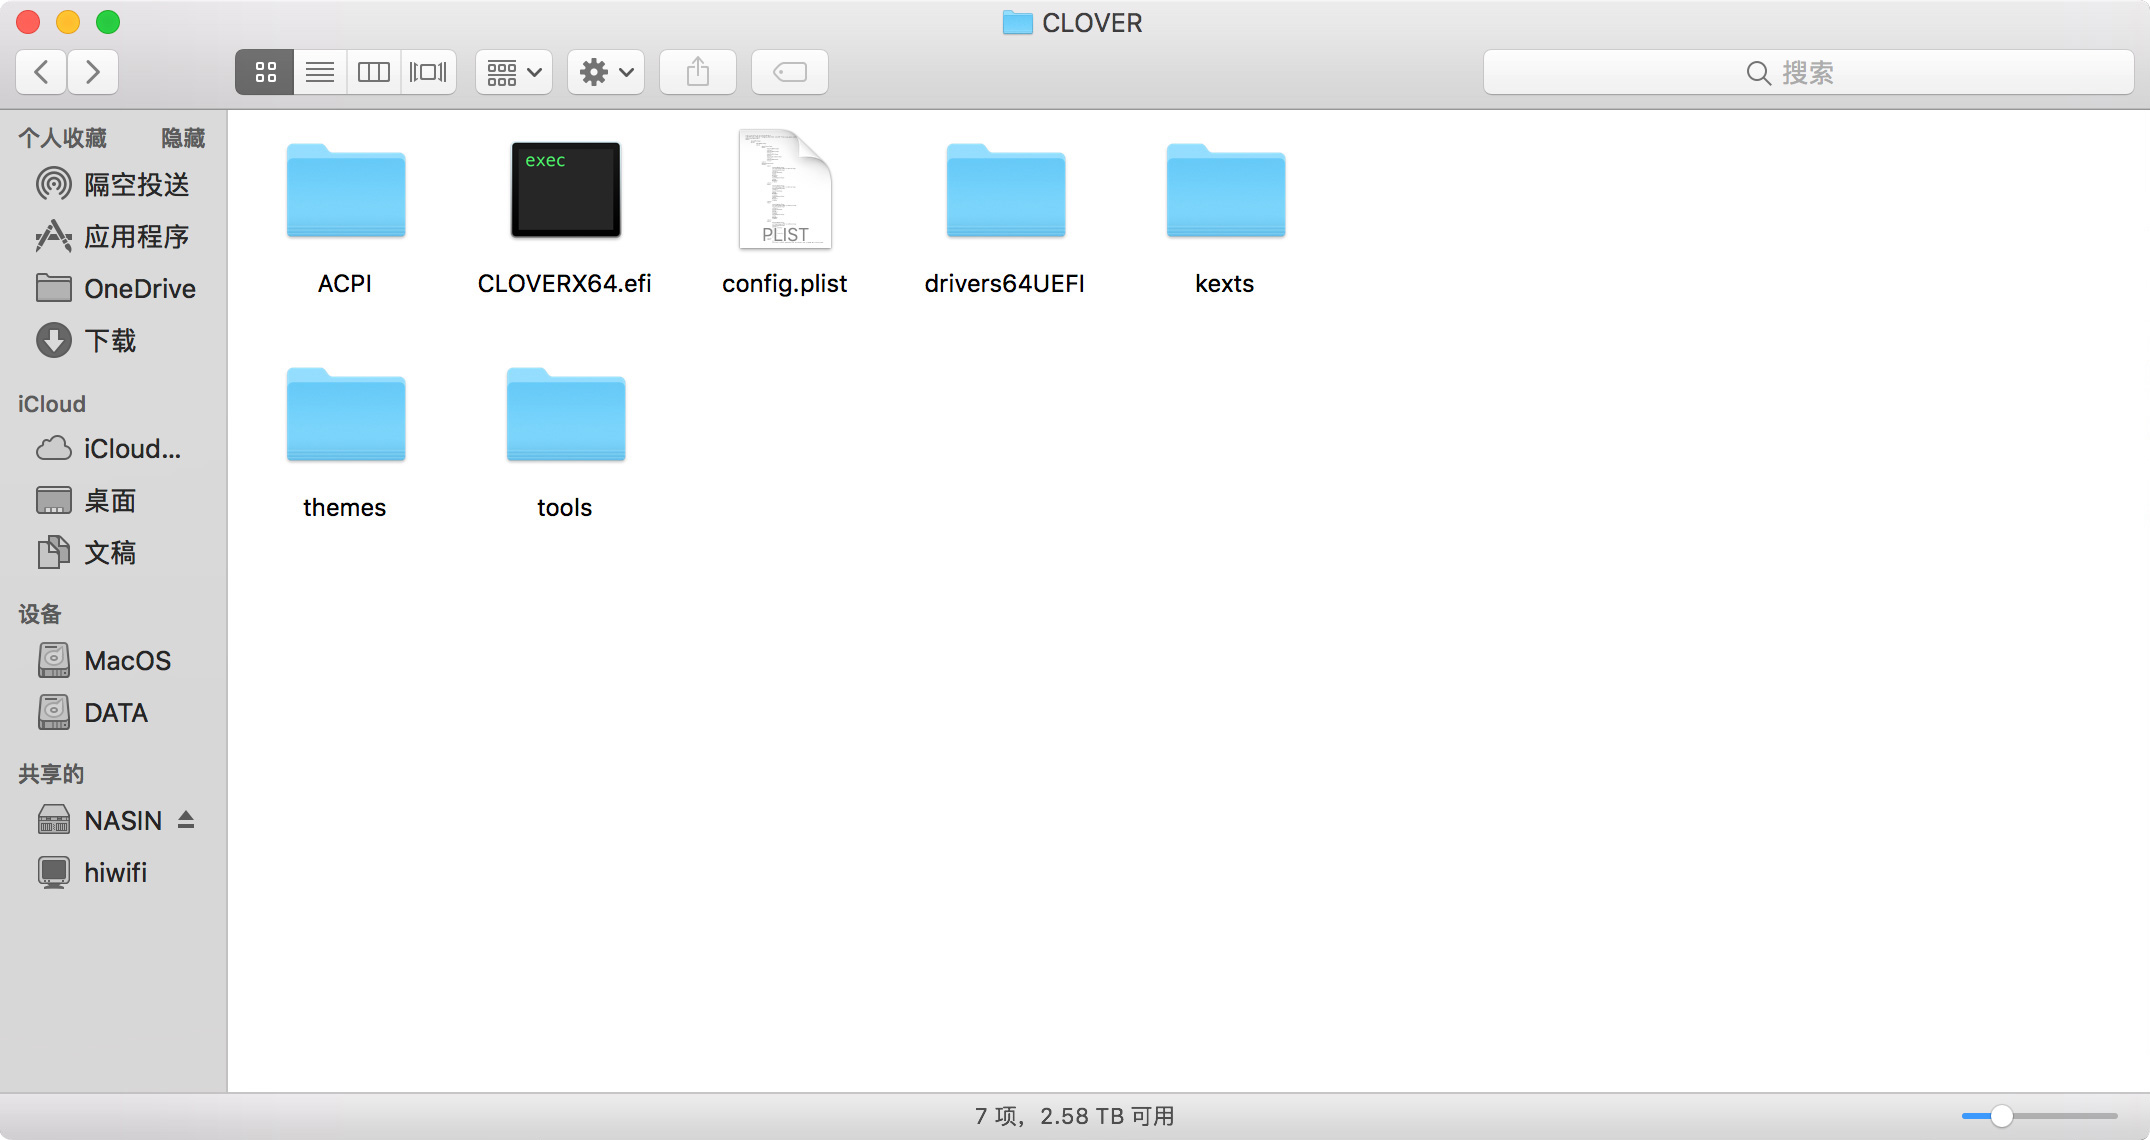 CLOVER
搜索
个人收藏 隐藏
隔空投送
应用程序
OneDrive
下载
iCloud
iCloud...
桌面
文稿
设备
MacOS
DATA
共享的
NASIN
hiwifi
exec
PLIST
ACPI CLOVERX64.efi config.plist drivers64UEFI kexts
themes tools
7 项，2.58 TB 可用